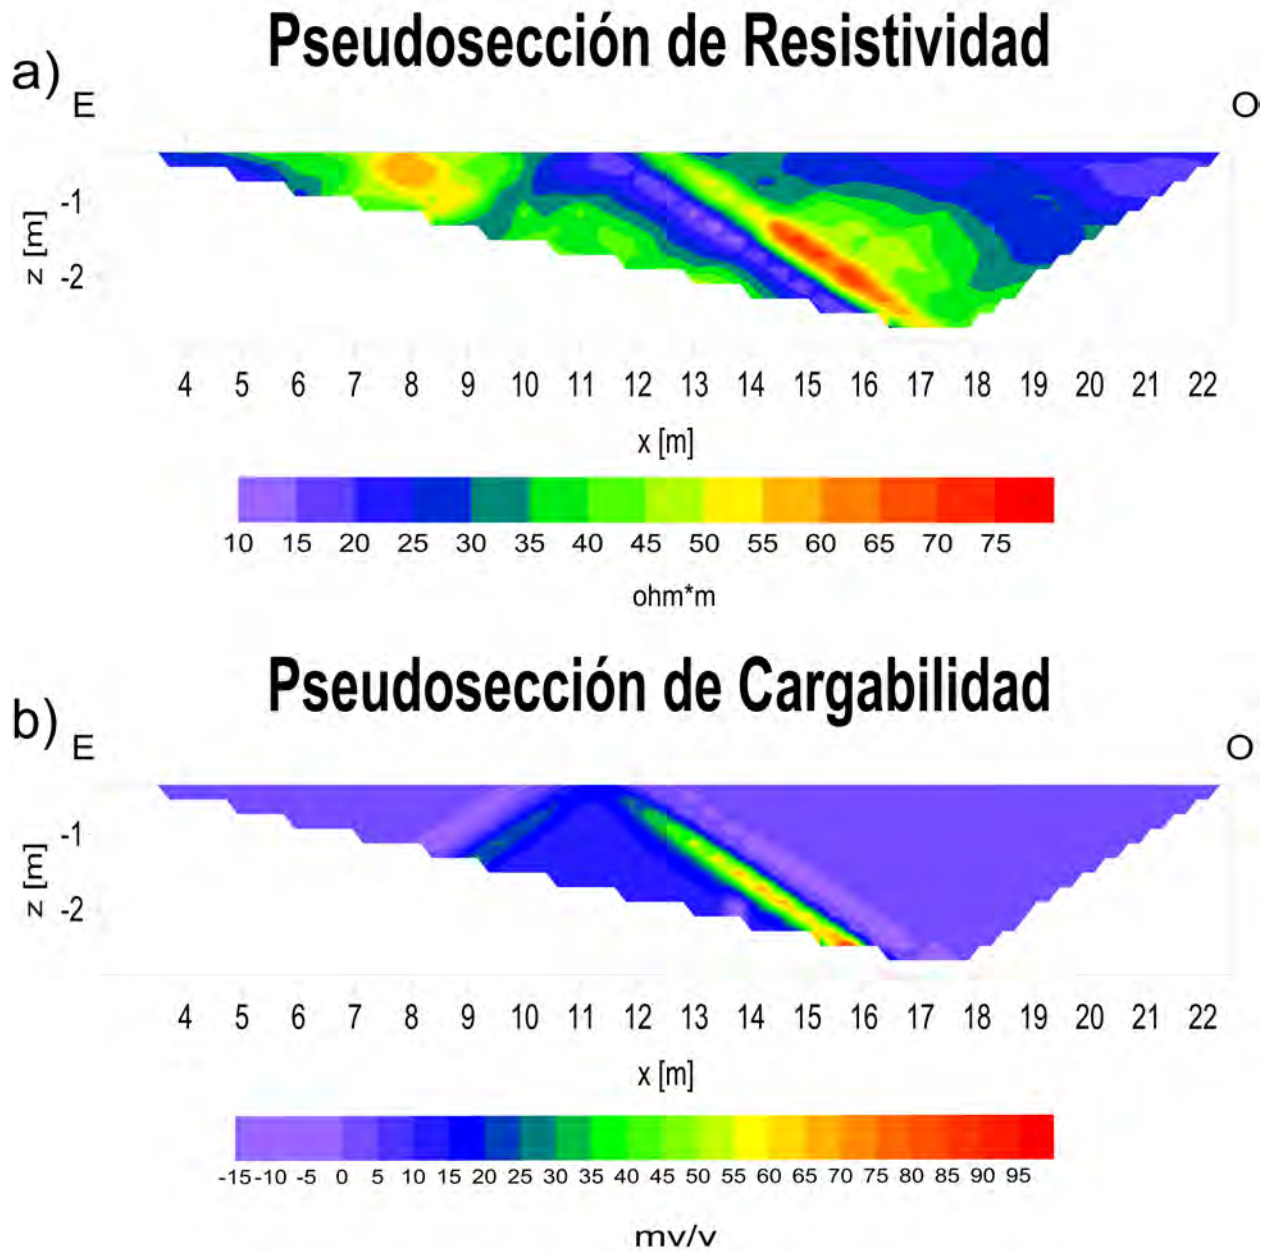 Pseudosección de Resistividad
a)
E
O
-1
-2
z [m]
4 5 6 7 8 9 10 11 12 13 14 15 16 17 18 19 20 21 22
x [m]
10 15 20 25 30 35 40 45 50 55 60 65 70 75
ohm*m
Pseudosección de Cargabilidad
b)
E
O
-1
-2
z [m]
4 5 6 7 8 9 10 11 12 13 14 15 16 17 18 19 20 21 22
x [m]
-15 -10 -5 0 5 10 15 20 25 30 35 40 45 50 55 60 65 70 75 80 85 90 95
mv/v